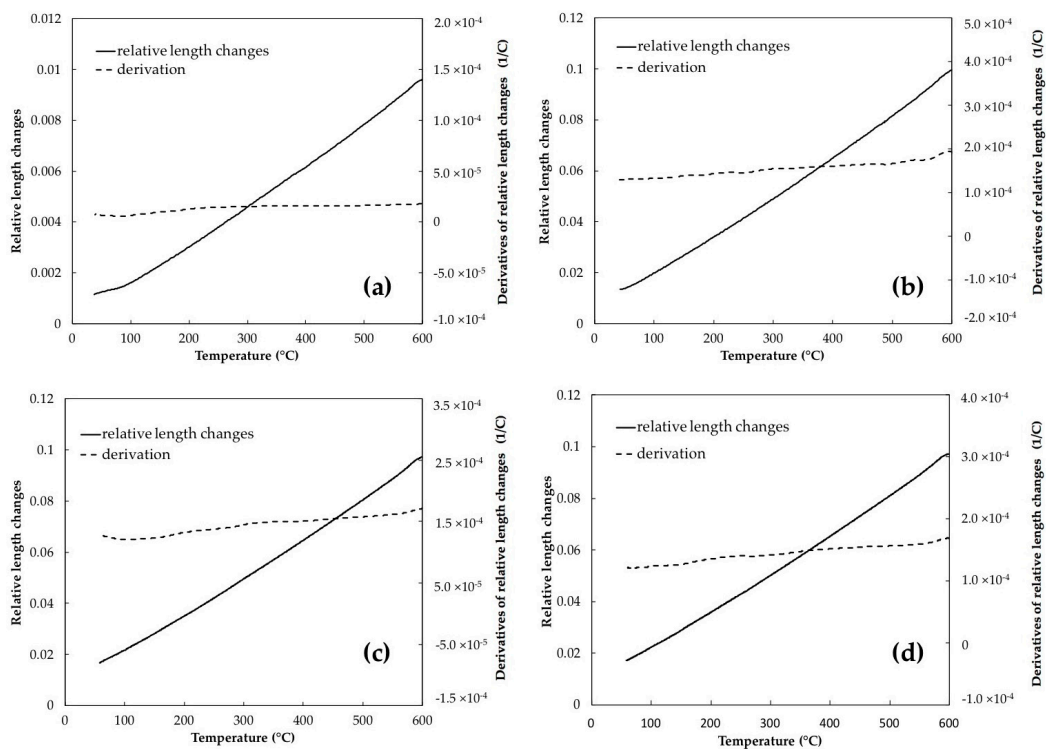 0.012
0.01
0.008
0.006
0.004
0.002
0
Relative length changes
relative length changes
derivation
2.0 ×10⁻⁴
1.5 ×10⁻⁴
1.0 ×10⁻⁴
5.0 ×10⁻⁵
0
-5.0 ×10⁻⁵
-1.0 ×10⁻⁴
Derivatives of relative length changes (1/C)
(a)
0 100 200 300 400 500 600
Temperature (°C)
0.12
0.1
0.08
0.06
0.04
0.02
0
Relative length changes
relative length changes
derivation
5.0 ×10⁻⁴
4.0 ×10⁻⁴
3.0 ×10⁻⁴
2.0 ×10⁻⁴
1.0 ×10⁻⁴
0
-1.0 ×10⁻⁴
-2.0 ×10⁻⁴
Derivatives of relative length changes (1/C)
(b)
0 100 200 300 400 500 600
Temperature (°C)
0.12
0.1
0.08
0.06
0.04
0.02
0
Relative length changes
relative length changes
derivation
3.5 ×10⁻⁴
2.5 ×10⁻⁴
1.5 ×10⁻⁴
5.0 ×10⁻⁵
-5.0 ×10⁻⁵
-1.5 ×10⁻⁴
Derivatives of relative length changes (1/C)
(c)
0 100 200 300 400 500 600
Temperature (°C)
0.12
0.1
0.08
0.06
0.04
0.02
0
Relative length changes
relative length changes
derivation
4.0 ×10⁻⁴
3.0 ×10⁻⁴
2.0 ×10⁻⁴
1.0 ×10⁻⁴
0
-1.0 ×10⁻⁴
Derivatives of relative length changes (1/C)
(d)
0 100 200 300 400 500 600
Temperature (°C)